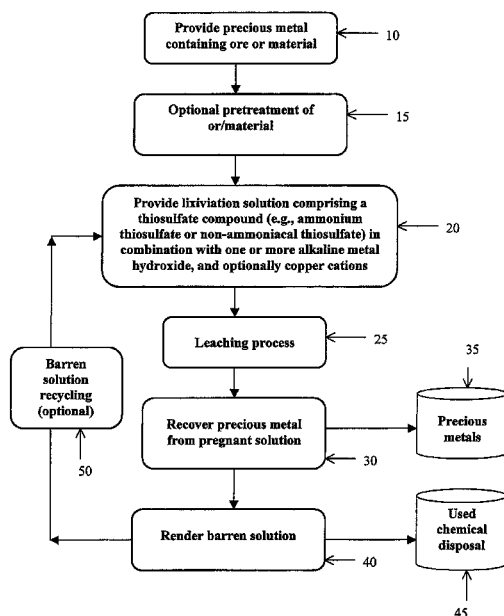 Provide precious metal
containing ore or material
10
Optional pretreatment of
or/material
15
Provide lixiviation solution comprising a
thiosulfate compound (e.g., ammonium
thiosulfate or non-ammoniacal thiosulfate) in
combination with one or more alkaline metal
hydroxide, and optionally copper cations
20
Leaching process
25
Barren
solution
recycling
(optional)
50
Recover precious metal
from pregnant solution
30
35
Precious
metals
Render barren solution
40
Used
chemical
disposal
45